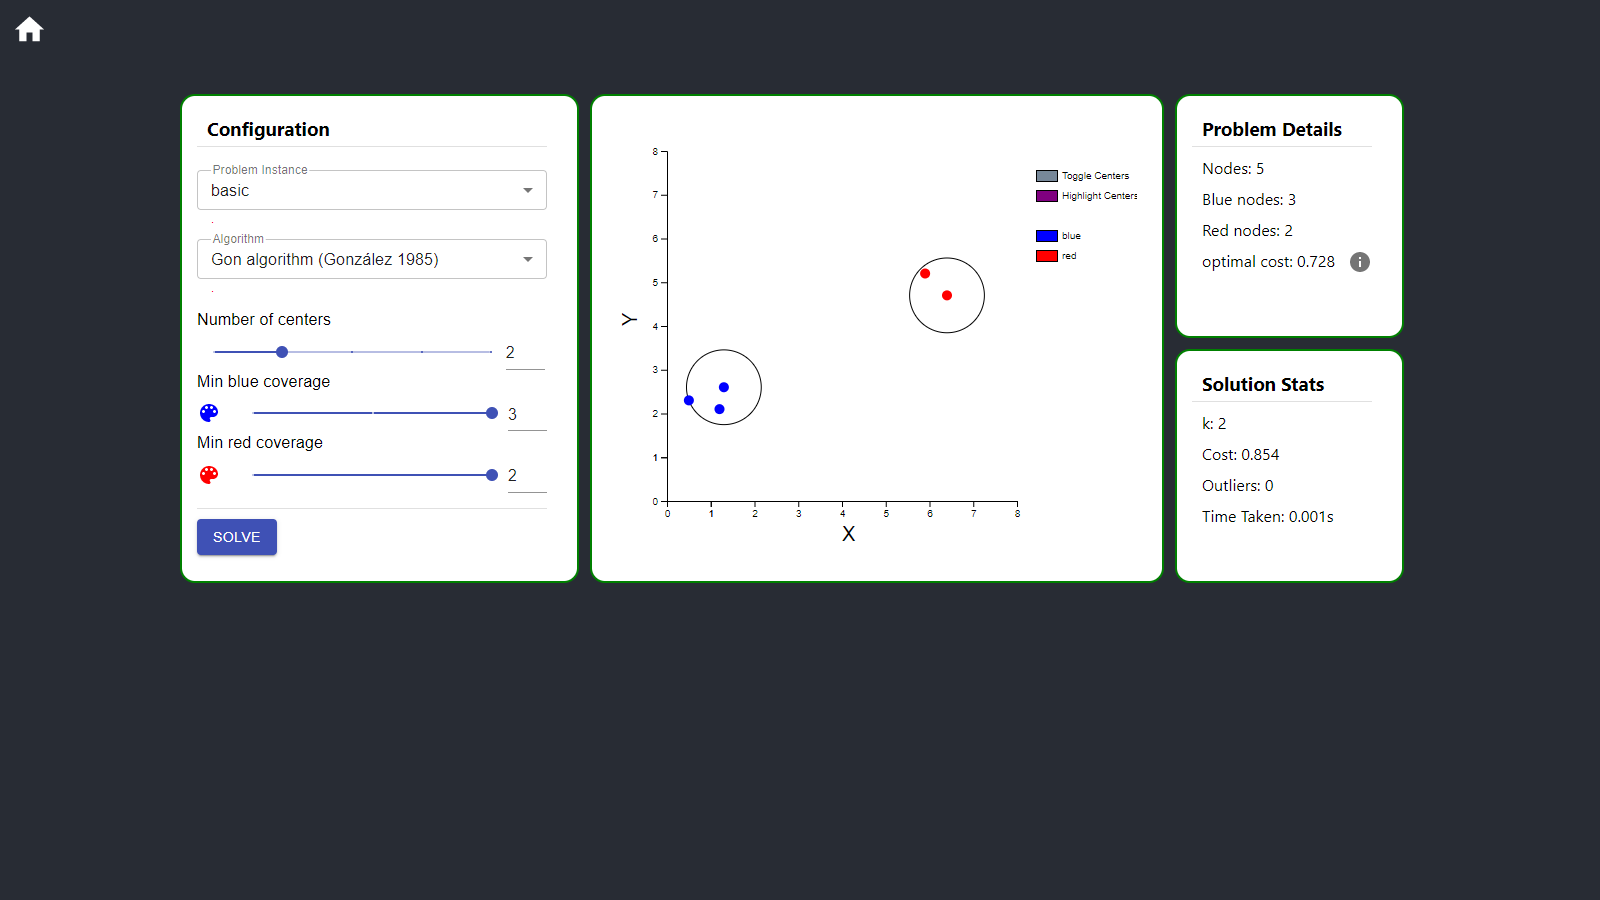 Configuration
Problem Instance
basic
Algorithm
Gon algorithm (González 1985)
Number of centers
2
Min blue coverage
3
Min red coverage
2
SOLVE
8
7
6
5
4
3
2
1
0
Y
0 1 2 3 4 5 6 7 8
X
Toggle Centers
Highlight Centers
blue
red
Problem Details
Nodes: 5
Blue nodes: 3
Red nodes: 2
optimal cost: 0.728
Solution Stats
k: 2
Cost: 0.854
Outliers: 0
Time Taken: 0.001s